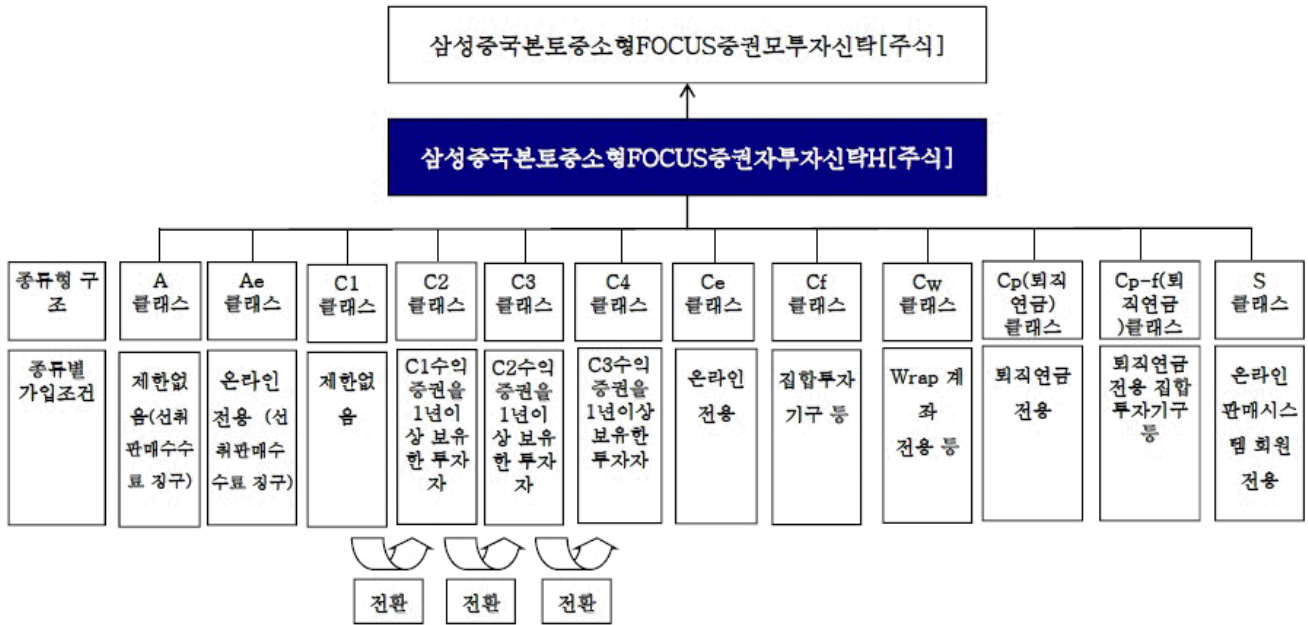 삼성중국본토중소형FOCUS증권모투자신탁[주식]
삼성중국본토중소형FOCUS증권자투자신탁H[주식]
종류형 구
조
A
클래스
Ae
클래스
C1
클래스
C2
클래스
C3
클래스
C4
클래스
Ce
클래스
Cf
클래스
Cw
클래스
Cp(퇴직
연금)
클래스
Cp-f(퇴
직연금
)클래스
S
클래스
종류별
가입조건
제한없
음(선취
판매수수
료 징구)
온라인
전용 (선
취판매수
수료 징구)
제한없
음
C1수익
증권을
1년이
상 보유
한 투자
자
C2수익
증권을
1년이
상 보유
한 투자
자
C3수익
증권을
1년이상
보유한
투자자
온라인
전용
집합투자
기구 등
Wrap 계
좌
전용 등
퇴직연금
전용
퇴직연금
전용 집합
투자기구
등
온라인
판매시스
템 회원
전용
전환
전환
전환